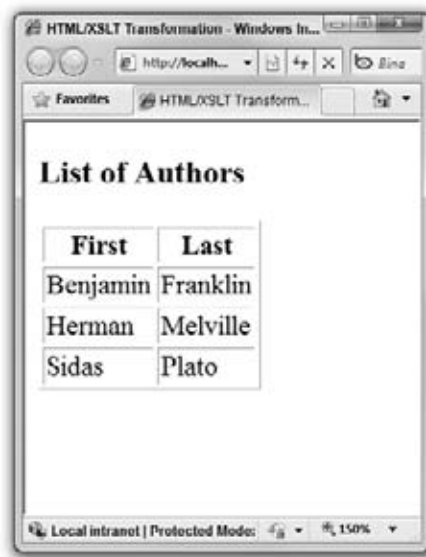 HTML/XSLT Transformation - Windows In...
http://localh...
Bing
Favorites
HTML/XSLT Transform...
List of Authors
First Last
Benjamin Franklin
Herman Melville
Sidas Plato
Local intranet | Protected Mode:
150%